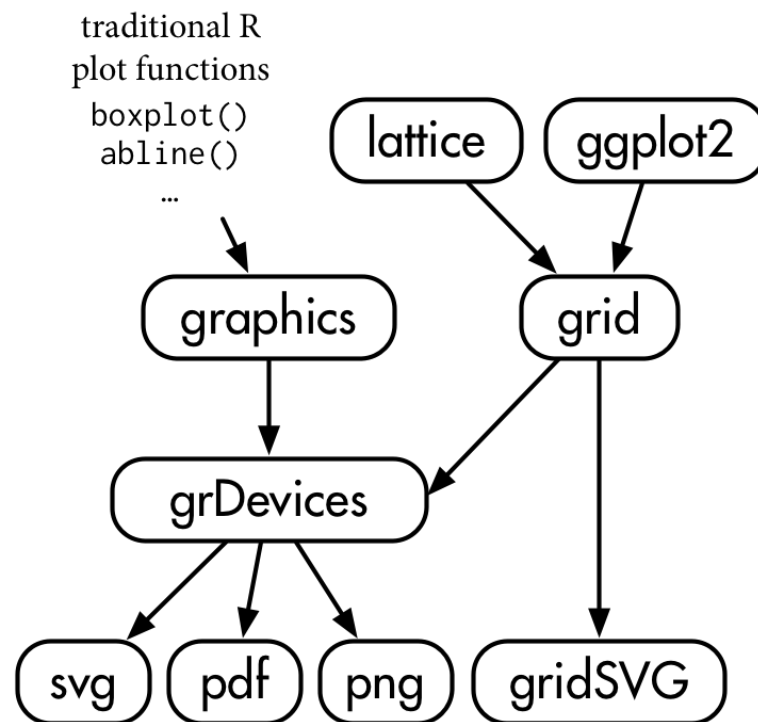 traditional R
plot functions
boxplot()
abline()
…
lattice
ggplot2
graphics
grid
grDevices
svg
pdf
png
gridSVG